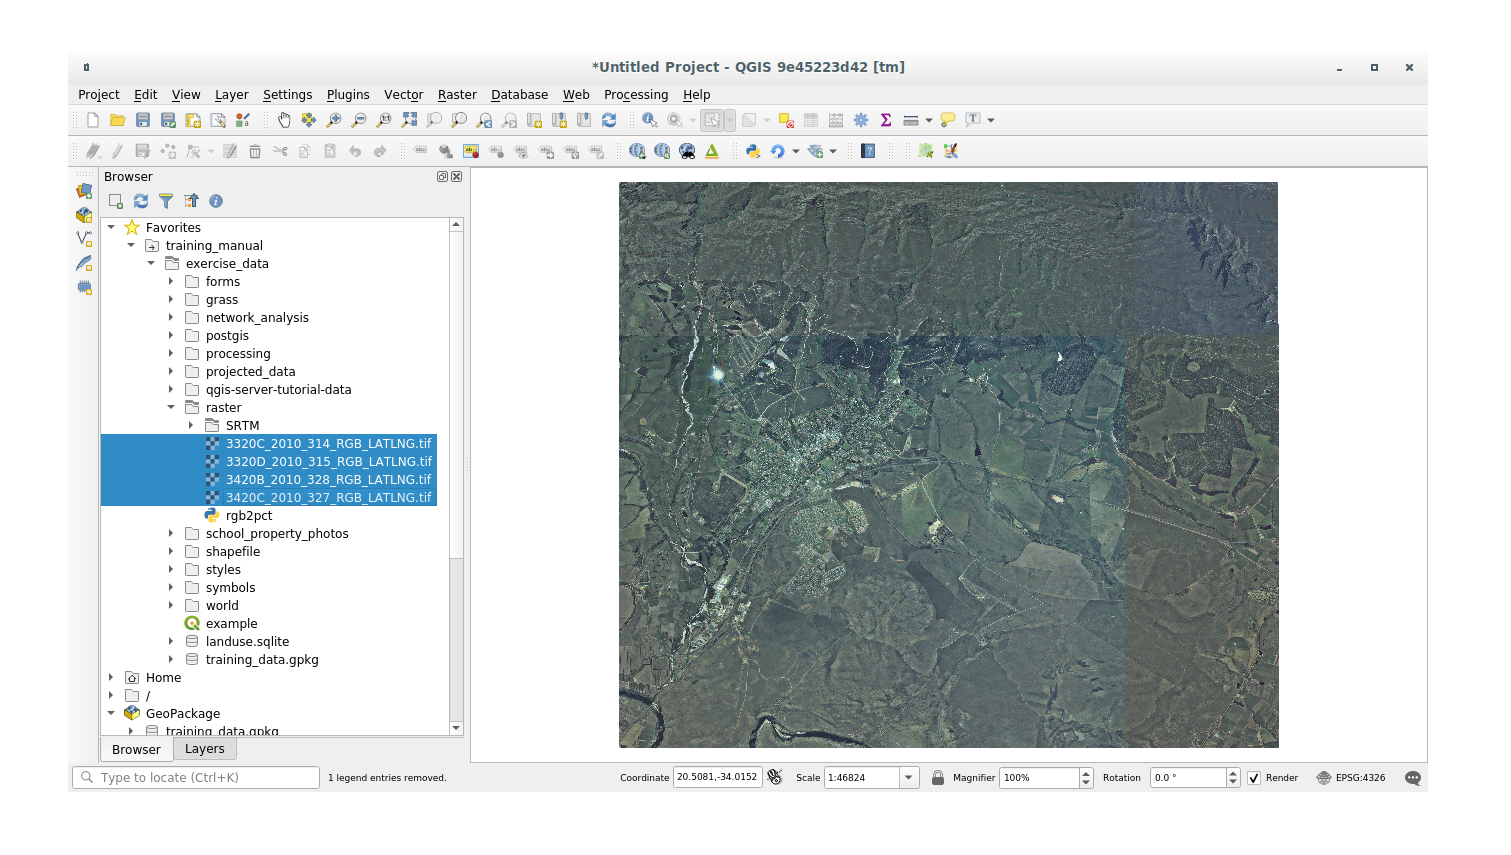 *Untitled Project - QGIS 9e45223d42 [tm]
Project Edit View Layer Settings Plugins Vector Raster Database Web Processing Help
Browser
Favorites
training_manual
exercise_data
forms
grass
network_analysis
postgis
processing
projected_data
qgis-server-tutorial-data
raster
SRTM
3320C_2010_314_RGB_LATLNG.tif
3320D_2010_315_RGB_LATLNG.tif
3420B_2010_328_RGB_LATLNG.tif
3420C_2010_327_RGB_LATLNG.tif
rgb2pct
school_property_photos
shapefile
styles
symbols
world
example
landuse.sqlite
training_data.gpkg
Home
/
GeoPackage
training_data.gpkg
Browser Layers
Type to locate (Ctrl+K) 1 legend entries removed. Coordinate 20.5081,-34.0152 Scale 1:46824 Magnifier 100% Rotation 0.0 ° Render EPSG:4326